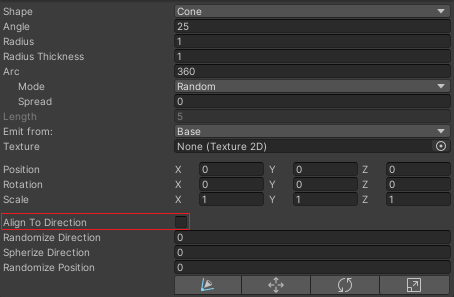 Shape Cone
Angle 25
Radius 1
Radius Thickness 1
Arc 360
Mode Random
Spread 0
Length 5
Emit from: Base
Texture None (Texture 2D)
Position X 0 Y 0 Z 0
Rotation X 0 Y 0 Z 0
Scale X 1 Y 1 Z 1
Align To Direction
Randomize Direction 0
Spherize Direction 0
Randomize Position 0